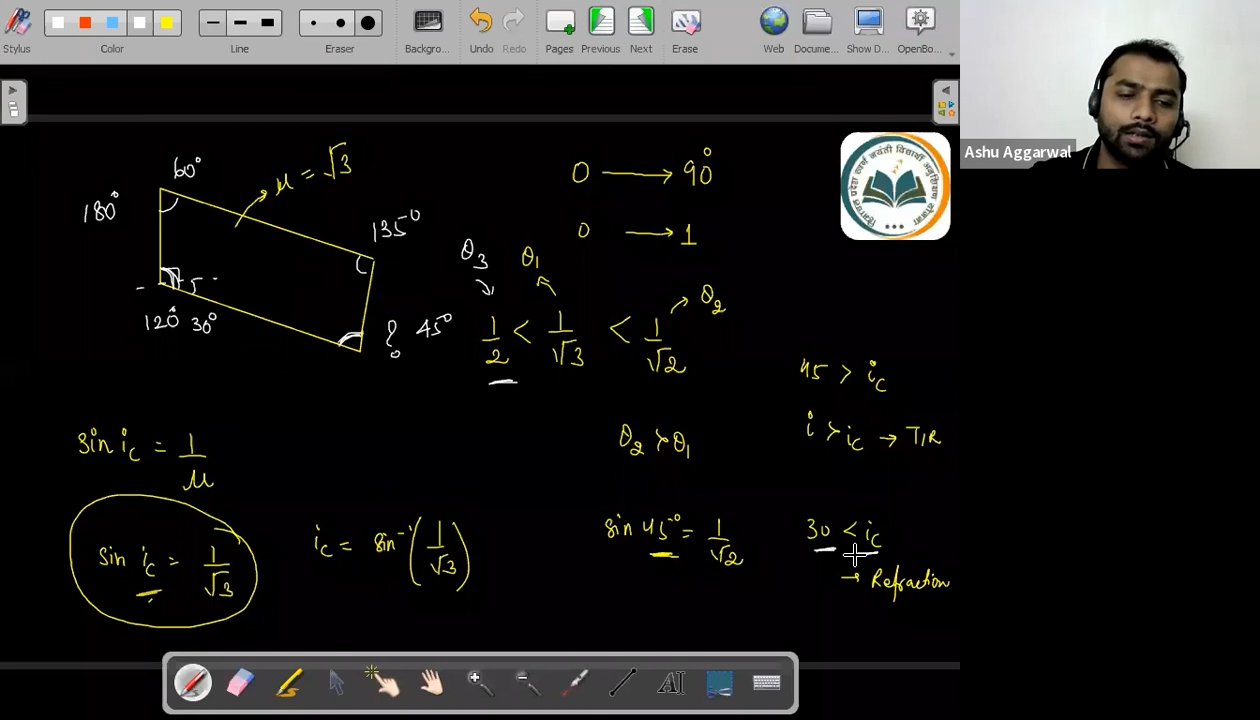 Stylus
Color
Line
Eraser
Backgro...
Undo
Redo
Pages
Previous
Next
Erase
Web
Docume...
Show D...
OpenBo...
Ashu Aggarwal
60°
μ = √3
180°
135°
120° 30°
? 45°
0 → 90°
0 → 1
θ3 θ1
θ2
1/2 < 1/√3 < 1/√2
45 > ic
θ2 > θ1
i > ic → TIR
Sin ic = 1/μ
Sin ic = 1/√3
ic = sin⁻¹(1/√3)
sin 45° = 1/√2
30 < ic
→ Refraction
AI